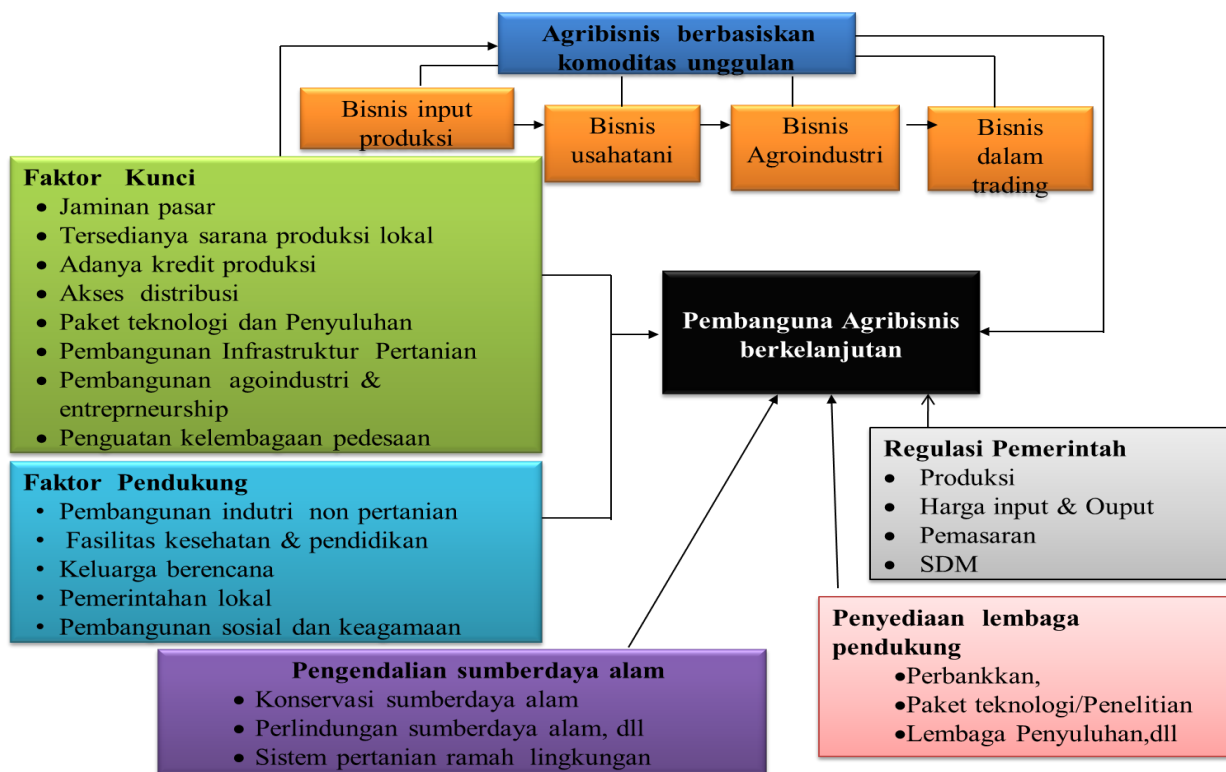 Agribisnis berbasiskan
komoditas unggulan
Bisnis input
produksi
Bisnis
usahatani
Bisnis
Agroindustri
Bisnis
dalam
trading
Faktor Kunci
• Jaminan pasar
• Tersedianya sarana produksi lokal
• Adanya kredit produksi
• Akses distribusi
• Paket teknologi dan Penyuluhan
• Pembangunan Infrastruktur Pertanian
• Pembangunan agoindustri &
entreprneurship
• Penguatan kelembagaan pedesaan
Pembanguna Agribisnis
berkelanjutan
Faktor Pendukung
• Pembangunan indutri non pertanian
• Fasilitas kesehatan & pendidikan
• Keluarga berencana
• Pemerintahan lokal
• Pembangunan sosial dan keagamaan
Regulasi Pemerintah
• Produksi
• Harga input & Ouput
• Pemasaran
• SDM
Pengendalian sumberdaya alam
• Konservasi sumberdaya alam
• Perlindungan sumberdaya alam, dll
• Sistem pertanian ramah lingkungan
Penyediaan lembaga
pendukung
•Perbankkan,
•Paket teknologi/Penelitian
•Lembaga Penyuluhan,dll